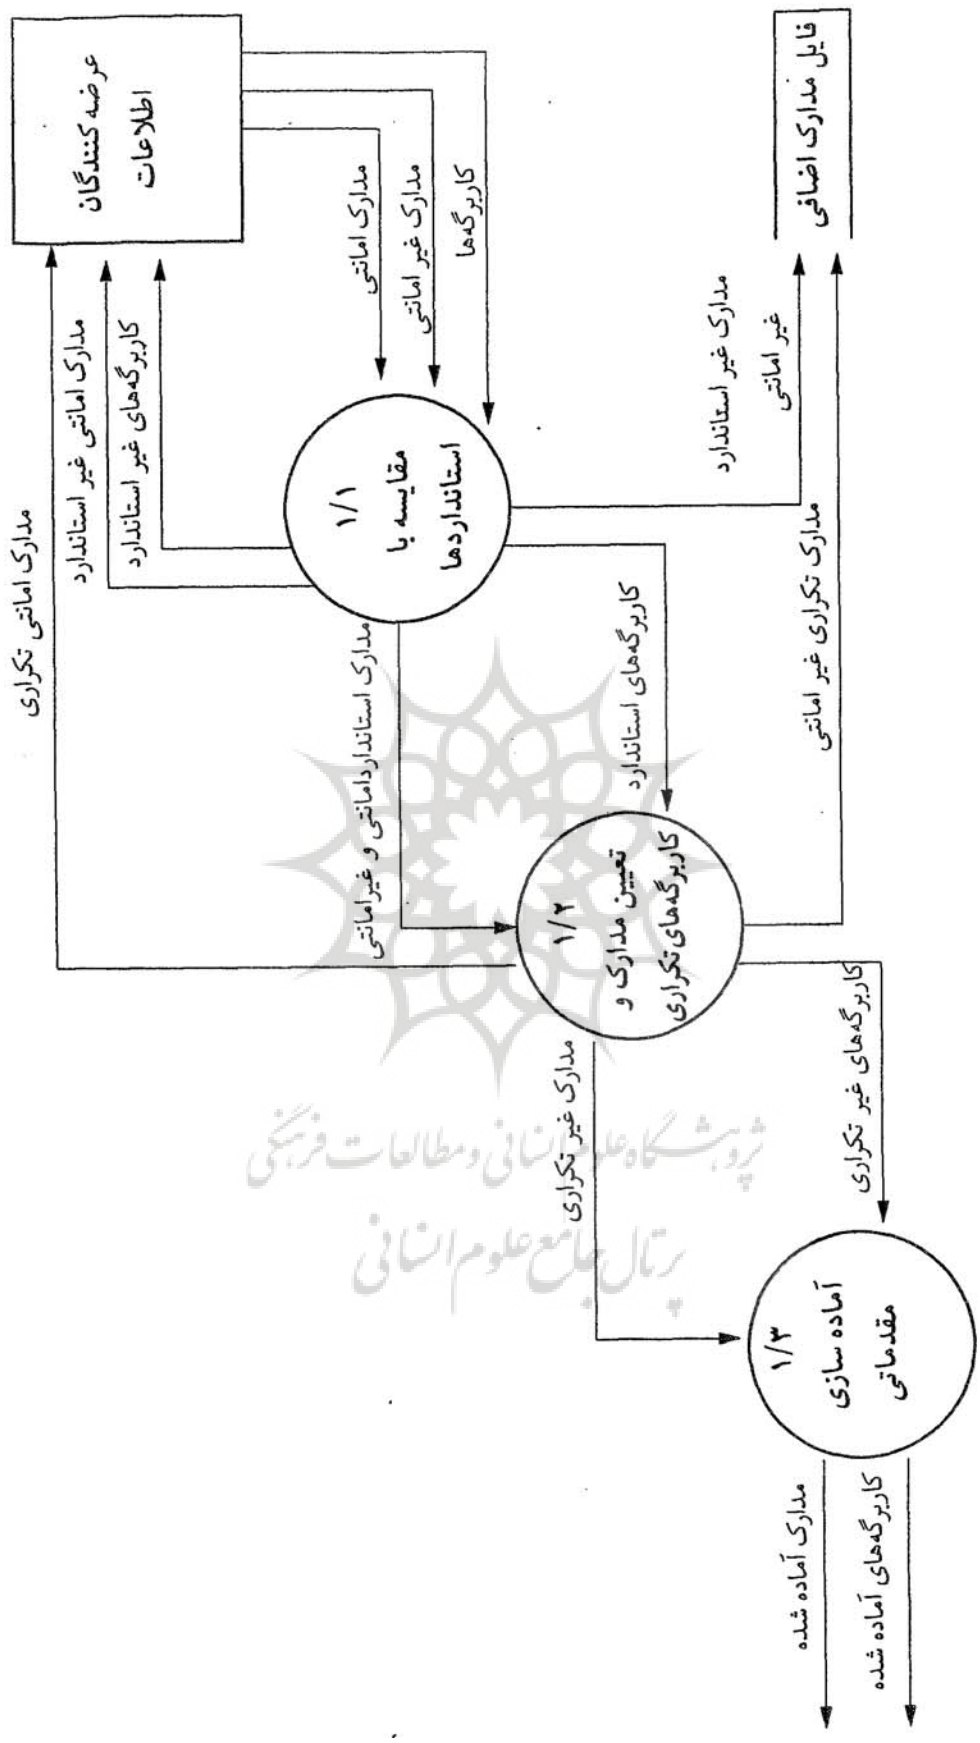 عرضه کنندگان
اطلاعات
فایل مدارک اضافی
مدارک امانتی
مدارک غیر امانتی
کاربرگه‌ها
مدارک امانتی تکراری
مدارک امانتی غیر استاندارد
کاربرگه‌های غیر استاندارد
۱/۱
مقایسه با
استانداردها
مدارک غیر استاندارد
غیر امانتی
مدارک تکراری غیر امانتی
مدارک استانداردامانتی و غیرامانتی
کاربرگه‌های استاندارد
۱/۲
تعیین مدارک و
کاربرگه‌های تکراری
مدارک غیر تکراری
کاربرگه‌های غیر تکراری
۱/۳
آماده سازی
مقدماتی
مدارک آماده شده
کاربرگه‌های آماده شده
پژوهشگاه علوم انسانی و مطالعات فرهنگی
پرتال جامع علوم انسانی